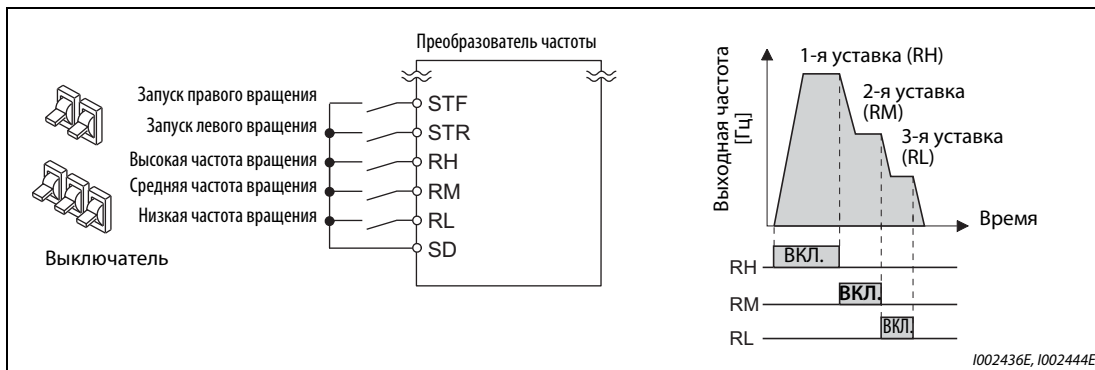 Преобразователь частоты
Запуск правого вращения
STF
Запуск левого вращения
STR
Высокая частота вращения
RH
Средняя частота вращения
RM
Низкая частота вращения
RL
SD
Выключатель
Выходная частота
[Гц]
1-я уставка (RH)
2-я уставка
(RM)
3-я уставка
(RL)
Время
RH
ВКЛ.
RM
ВКЛ.
RL
ВКЛ.
I002436E, I002444E